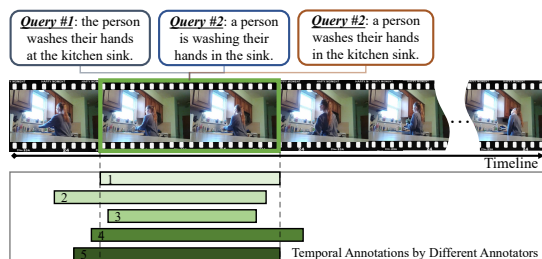 Query #1: the person
washes their hands
at the kitchen sink.
Query #2: a person
is washing their
hands in the sink.
Query #2: a person
washes their hands
in the kitchen sink.
...
Timeline
1
2
3
4
5
Temporal Annotations by Different Annotators